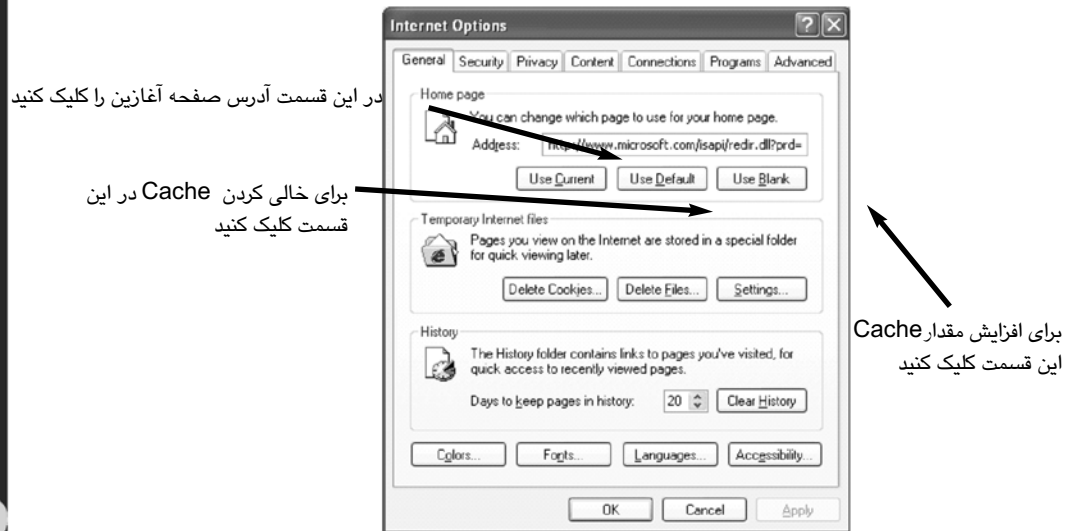 Internet Options
General Security Privacy Content Connections Programs Advanced
در این قسمت آدرس صفحه آغازین را کلیک کنید
Home page
You can change which page to use for your home page.
Address: http://www.microsoft.com/isapi/redir.dll?prd=
Use Current Use Default Use Blank
برای خالی کردن Cache در این
قسمت کلیک کنید
Temporary Internet files
Pages you view on the Internet are stored in a special folder
for quick viewing later.
Delete Cookies... Delete Files... Settings...
برای افزایش مقدار Cache
این قسمت کلیک کنید
History
The History folder contains links to pages you've visited, for
quick access to recently viewed pages.
Days to keep pages in history: 20 Clear History
Colors... Fonts... Languages... Accessibility...
OK Cancel Apply